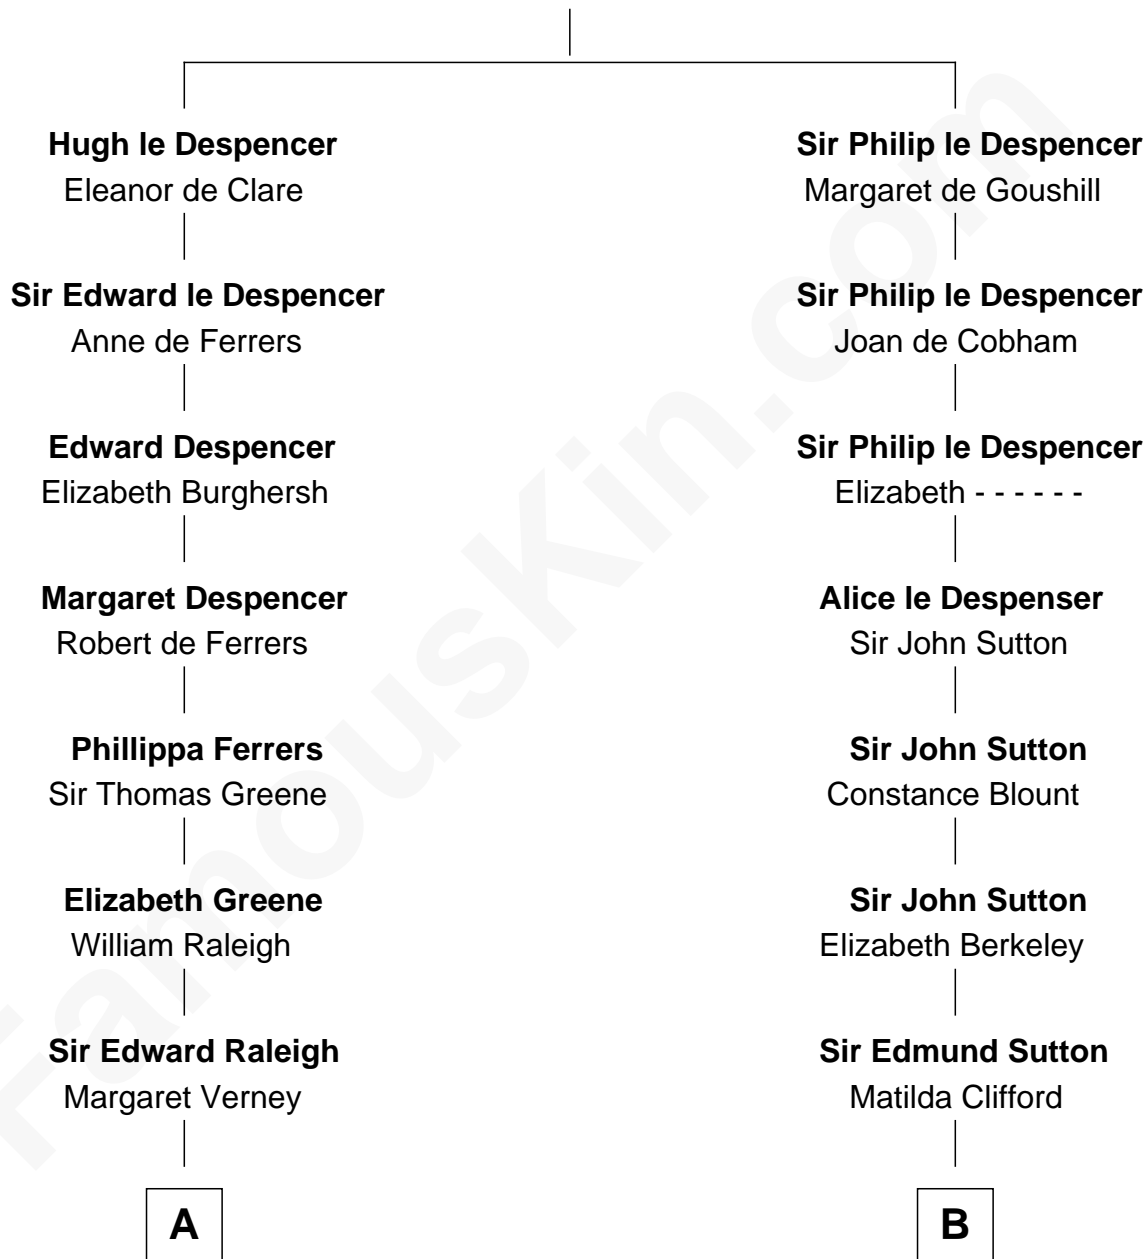 Hugh le Despencer
Eleanor de Clare
Sir Edward le Despencer
Anne de Ferrers
Edward Despencer
Elizabeth Burghersh
Margaret Despencer
Robert de Ferrers
Phillippa Ferrers
Sir Thomas Greene
Elizabeth Greene
William Raleigh
Sir Edward Raleigh
Margaret Verney
A
Sir Philip le Despencer
Margaret de Goushill
Sir Philip le Despencer
Joan de Cobham
Sir Philip le Despencer
Elizabeth - - - - - -
Alice le Despenser
Sir John Sutton
Sir John Sutton
Constance Blount
Sir John Sutton
Elizabeth Berkeley
Sir Edmund Sutton
Matilda Clifford
B
FamousKin.com